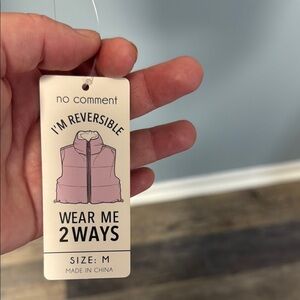 no comment
I'M REVERSIBLE
WEAR ME
2 WAYS
SIZE: M
MADE IN CHINA